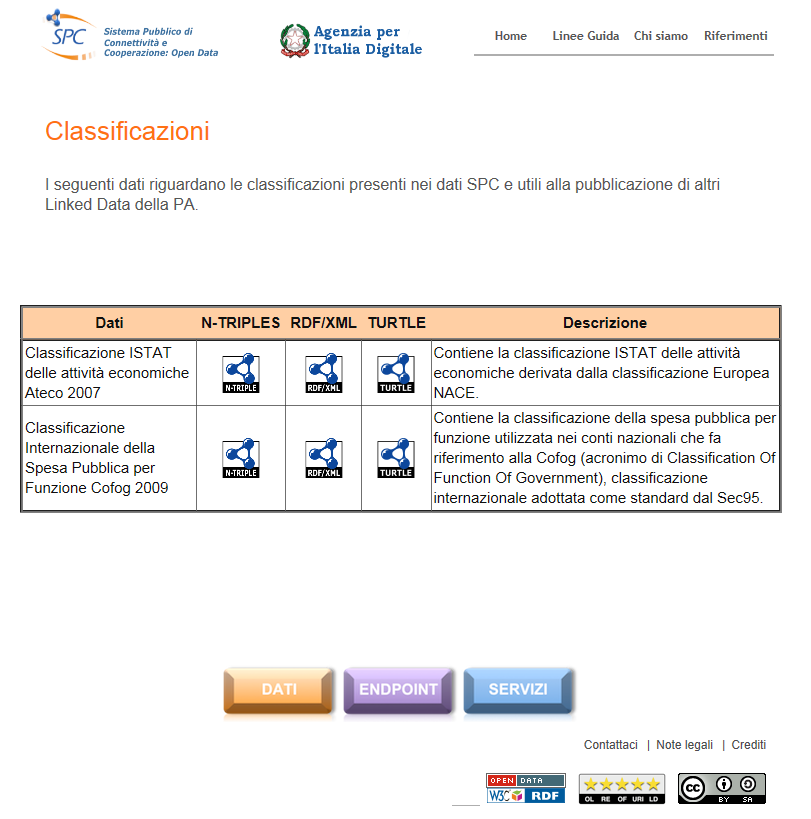 SPC
Sistema Pubblico di
Connettività e
Cooperazione: Open Data
Agenzia per
l'Italia Digitale
Home Linee Guida Chi siamo Riferimenti
Classificazioni
I seguenti dati riguardano le classificazioni presenti nei dati SPC e utili alla pubblicazione di altri
Linked Data della PA.
Dati N-TRIPLES RDF/XML TURTLE Descrizione
Classificazione ISTAT
delle attività economiche
Ateco 2007
N-TRIPLE RDF/XML TURTLE
Contiene la classificazione ISTAT delle attività
economiche derivata dalla classificazione Europea
NACE.
Classificazione
Internazionale della
Spesa Pubblica per
Funzione Cofog 2009
N-TRIPLE RDF/XML TURTLE
Contiene la classificazione della spesa pubblica per
funzione utilizzata nei conti nazionali che fa
riferimento alla Cofog (acronimo di Classification Of
Function Of Government), classificazione
internazionale adottata come standard dal Sec95.
DATI ENDPOINT SERVIZI
Contattaci | Note legali | Crediti
OPEN DATA
W3C RDF
OL RE OF URI LD
cc BY SA